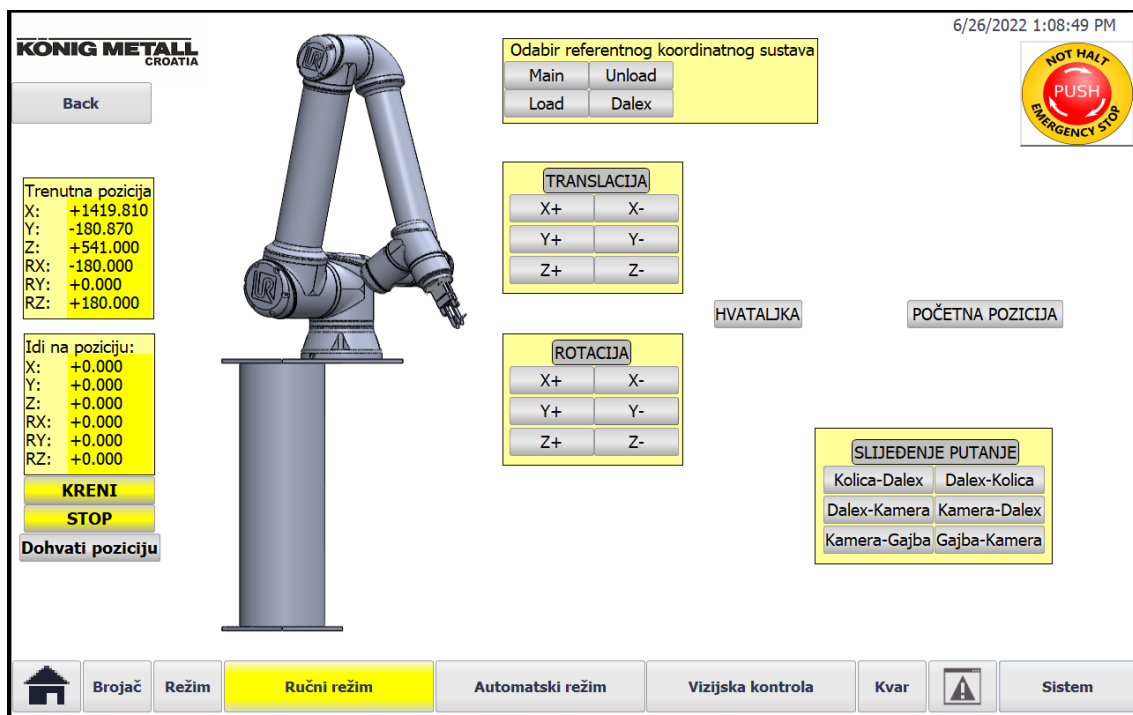 6/26/2022 1:08:49 PM
KÖNIG METALL
CROATIA
Back
Odabir referentnog koordinatnog sustava
Main Unload
Load Dalex
NOT HALT
PUSH
EMERGENCY STOP
Trenutna pozicija
X: +1419.810
Y: -180.870
Z: +541.000
RX: -180.000
RY: +0.000
RZ: +180.000
Idi na poziciju:
X: +0.000
Y: +0.000
Z: +0.000
RX: +0.000
RY: +0.000
RZ: +0.000
KRENI
STOP
Dohvati poziciju
UR
UR
TRANSLACIJA
X+ X-
Y+ Y-
Z+ Z-
ROTACIJA
X+ X-
Y+ Y-
Z+ Z-
HVATALJKA
POČETNA POZICIJA
SLIJEĐENJE PUTANJE
Kolica-Dalex Dalex-Kolica
Dalex-Kamera Kamera-Dalex
Kamera-Gajba Gajba-Kamera
Brojač Režim Ručni režim Automatski režim Vizijska kontrola Kvar Sistem